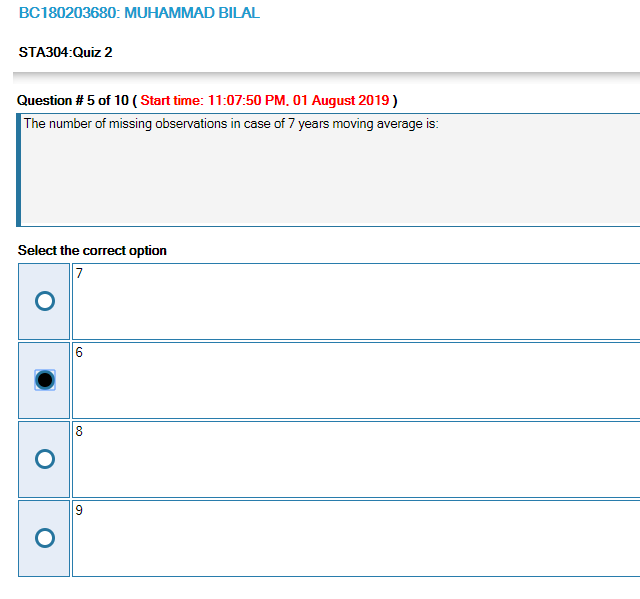 BC180203680: MUHAMMAD BILAL
STA304:Quiz 2
Question # 5 of 10 ( Start time: 11:07:50 PM, 01 August 2019 )
The number of missing observations in case of 7 years moving average is:
Select the correct option
7
6
8
9